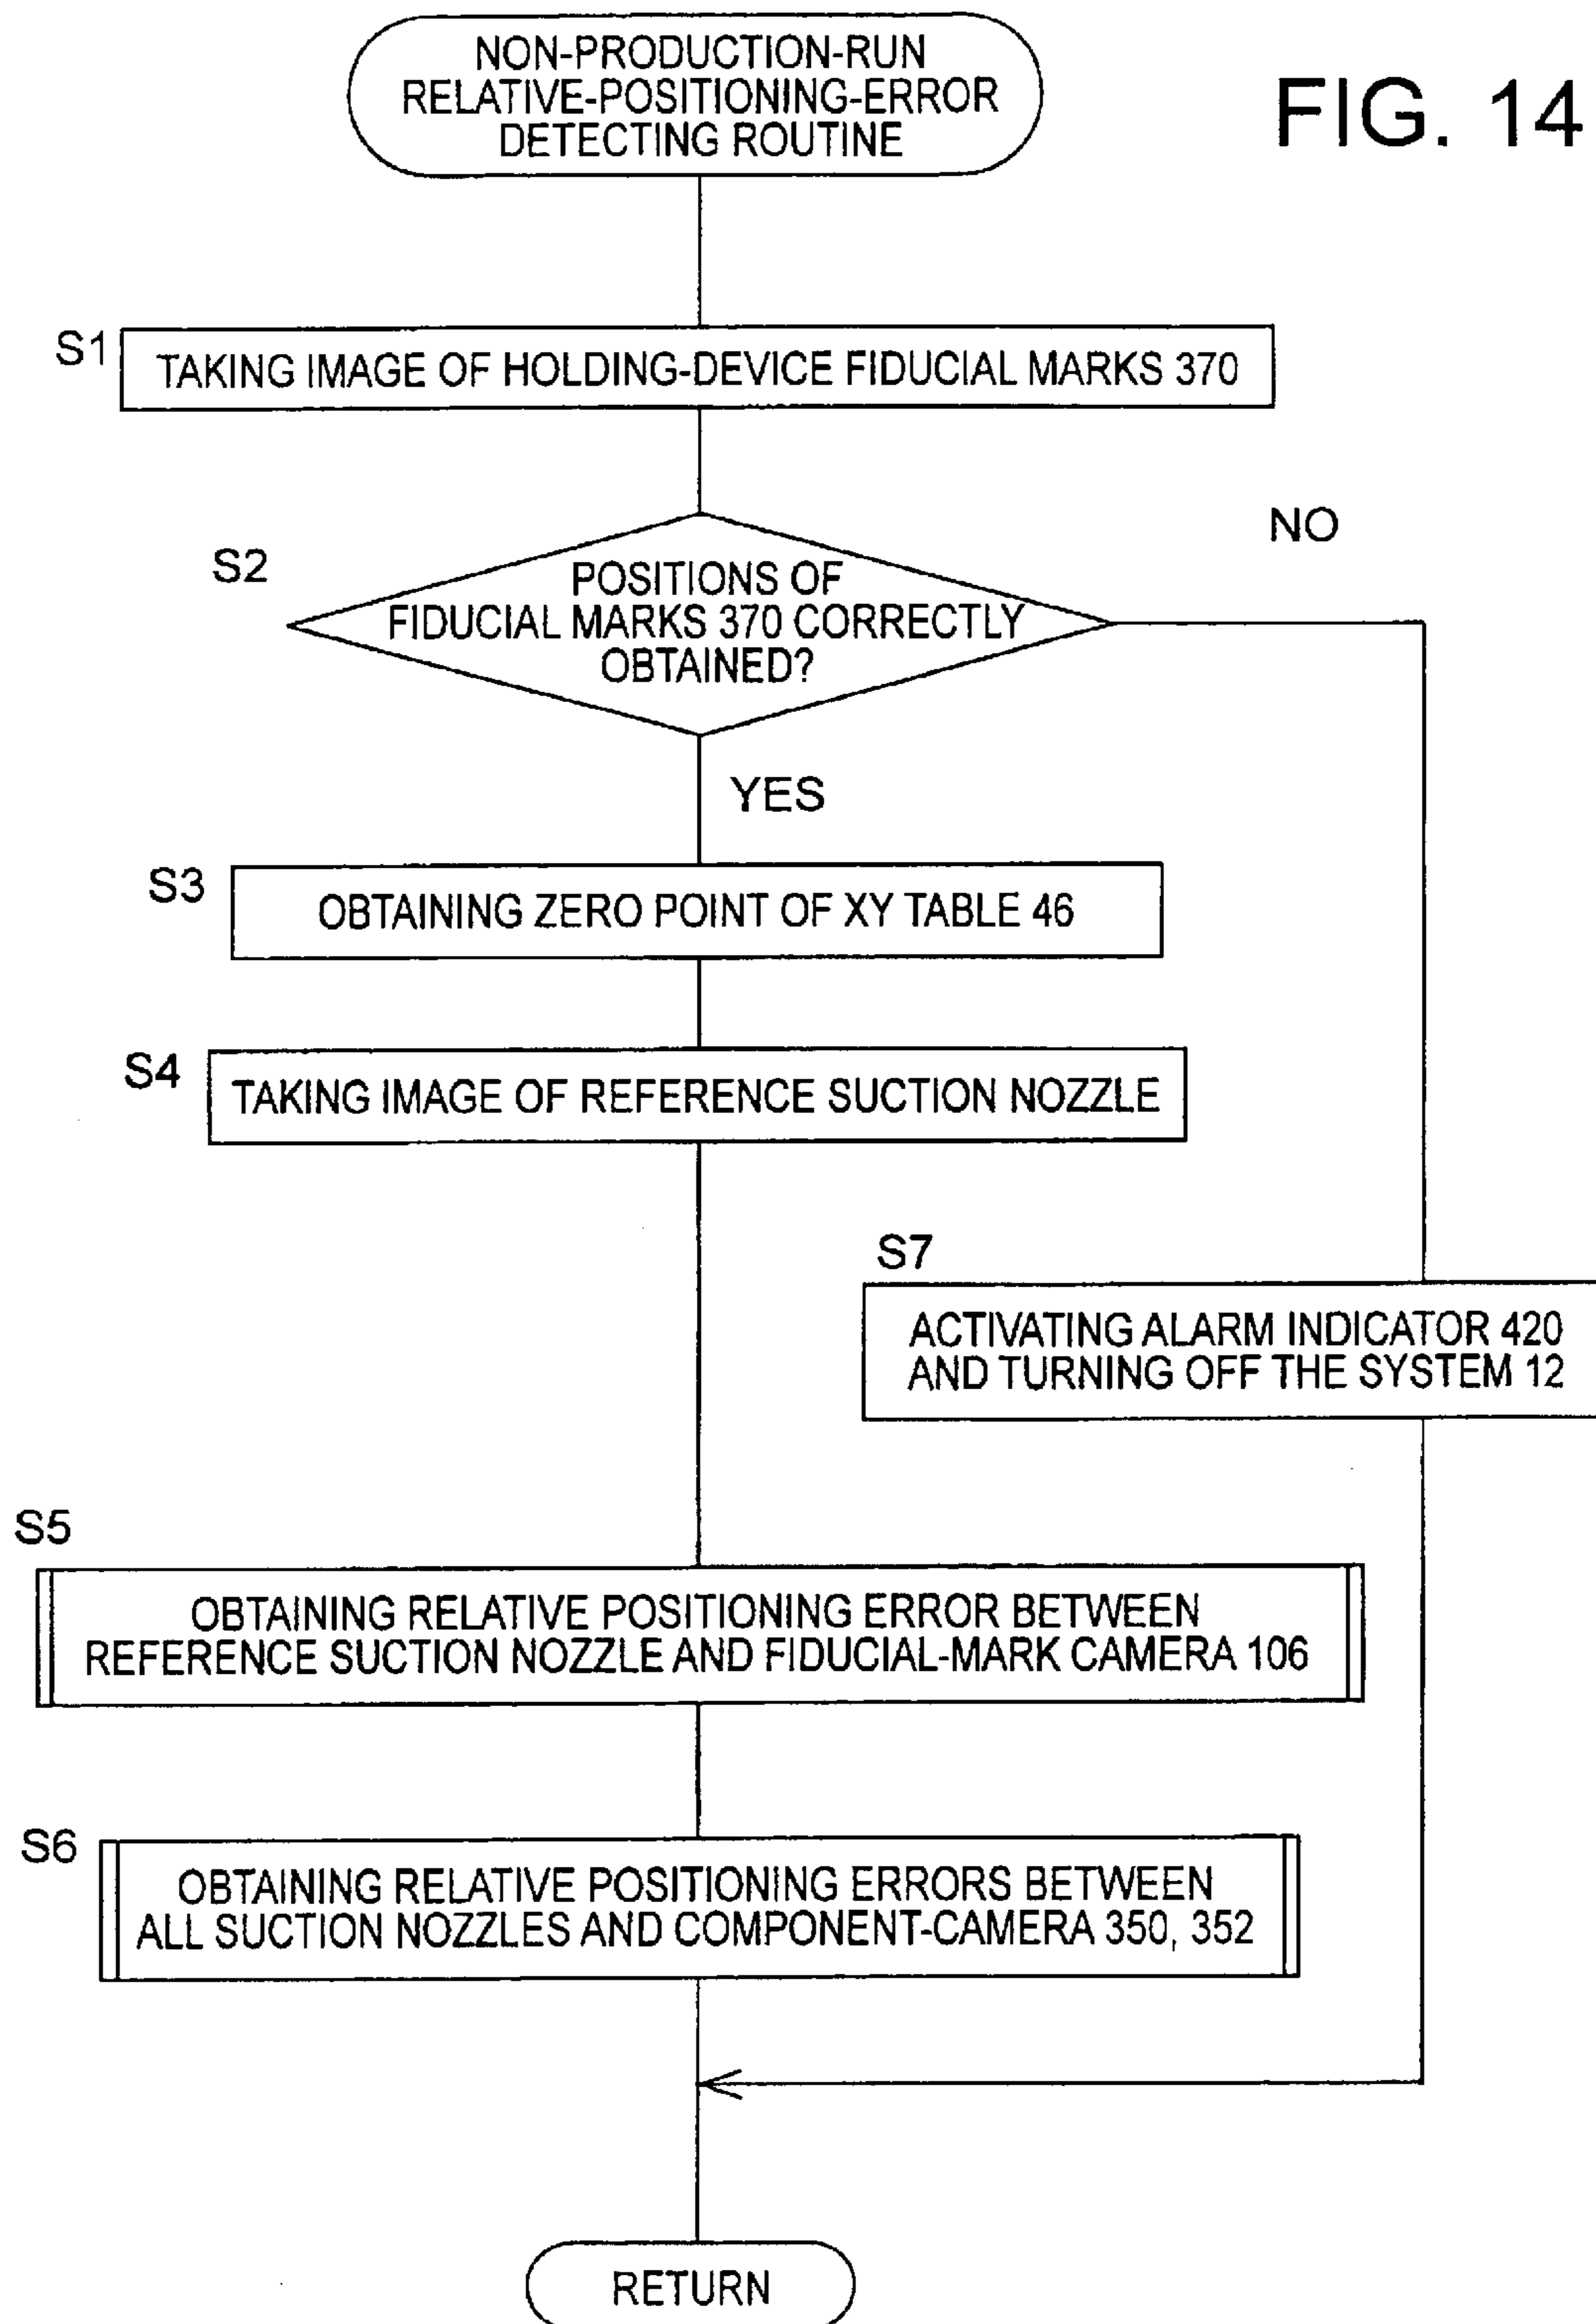 NON-PRODUCTION-RUN
RELATIVE-POSITIONING-ERROR
DETECTING ROUTINE
FIG. 14
S1
TAKING IMAGE OF HOLDING-DEVICE FIDUCIAL MARKS 370
S2
POSITIONS OF
FIDUCIAL MARKS 370 CORRECTLY
OBTAINED?
NO
YES
S3
OBTAINING ZERO POINT OF XY TABLE 46
S4
TAKING IMAGE OF REFERENCE SUCTION NOZZLE
S7
ACTIVATING ALARM INDICATOR 420
AND TURNING OFF THE SYSTEM 12
S5
OBTAINING RELATIVE POSITIONING ERROR BETWEEN
REFERENCE SUCTION NOZZLE AND FIDUCIAL-MARK CAMERA 106
S6
OBTAINING RELATIVE POSITIONING ERRORS BETWEEN
ALL SUCTION NOZZLES AND COMPONENT-CAMERA 350, 352
RETURN